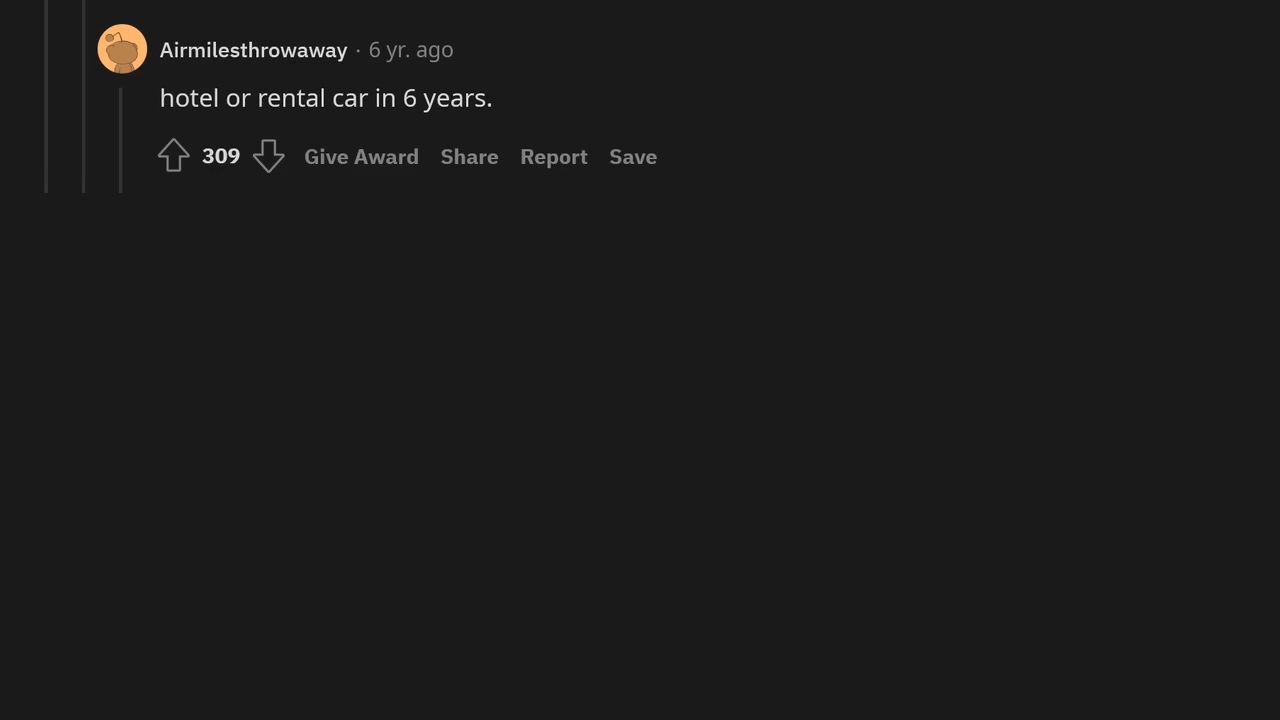 Airmilesthrowaway · 6 yr. ago
hotel or rental car in 6 years.
309 Give Award Share Report Save